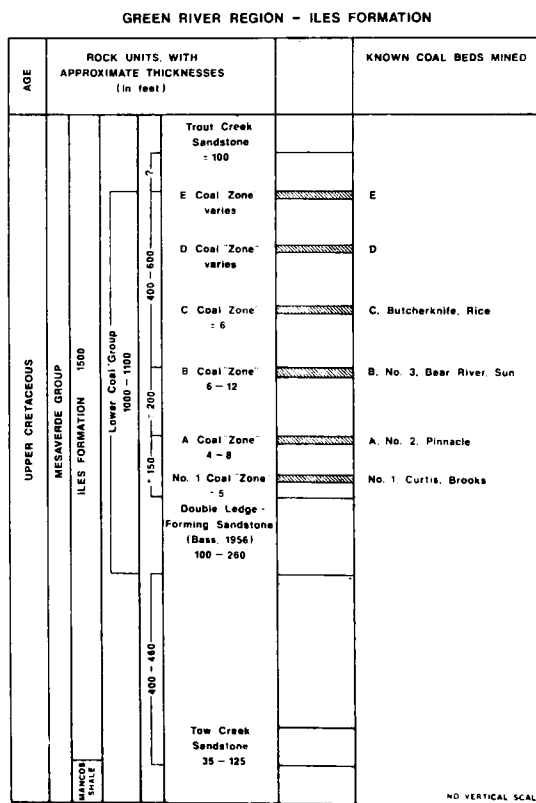 GREEN RIVER REGION – ILES FORMATION
AGE
ROCK UNITS, WITH
APPROXIMATE THICKNESSES
(In feet)
KNOWN COAL BEDS MINED
UPPER CRETACEOUS
MESAVERDE GROUP
ILES FORMATION 1500
MANCOS
SHALE
Lower Coal "Group"
1000 – 1100
?
400 – 600
200
150
400 – 460
Trout Creek
Sandstone
± 100
E Coal "Zone"
varies
E
D Coal "Zone"
varies
D
C Coal "Zone"
± 6
C, Butcherknife, Rice
B Coal "Zone"
6 – 12
B, No. 3, Bear River, Sun
A Coal "Zone"
4 – 8
A, No. 2, Pinnacle
No. 1 Coal "Zone"
5
No. 1, Curtis, Brooks
Double Ledge -
Forming Sandstone
(Bass, 1956)
100 – 260
Tow Creek
Sandstone
35 – 125
NO VERTICAL SCAL